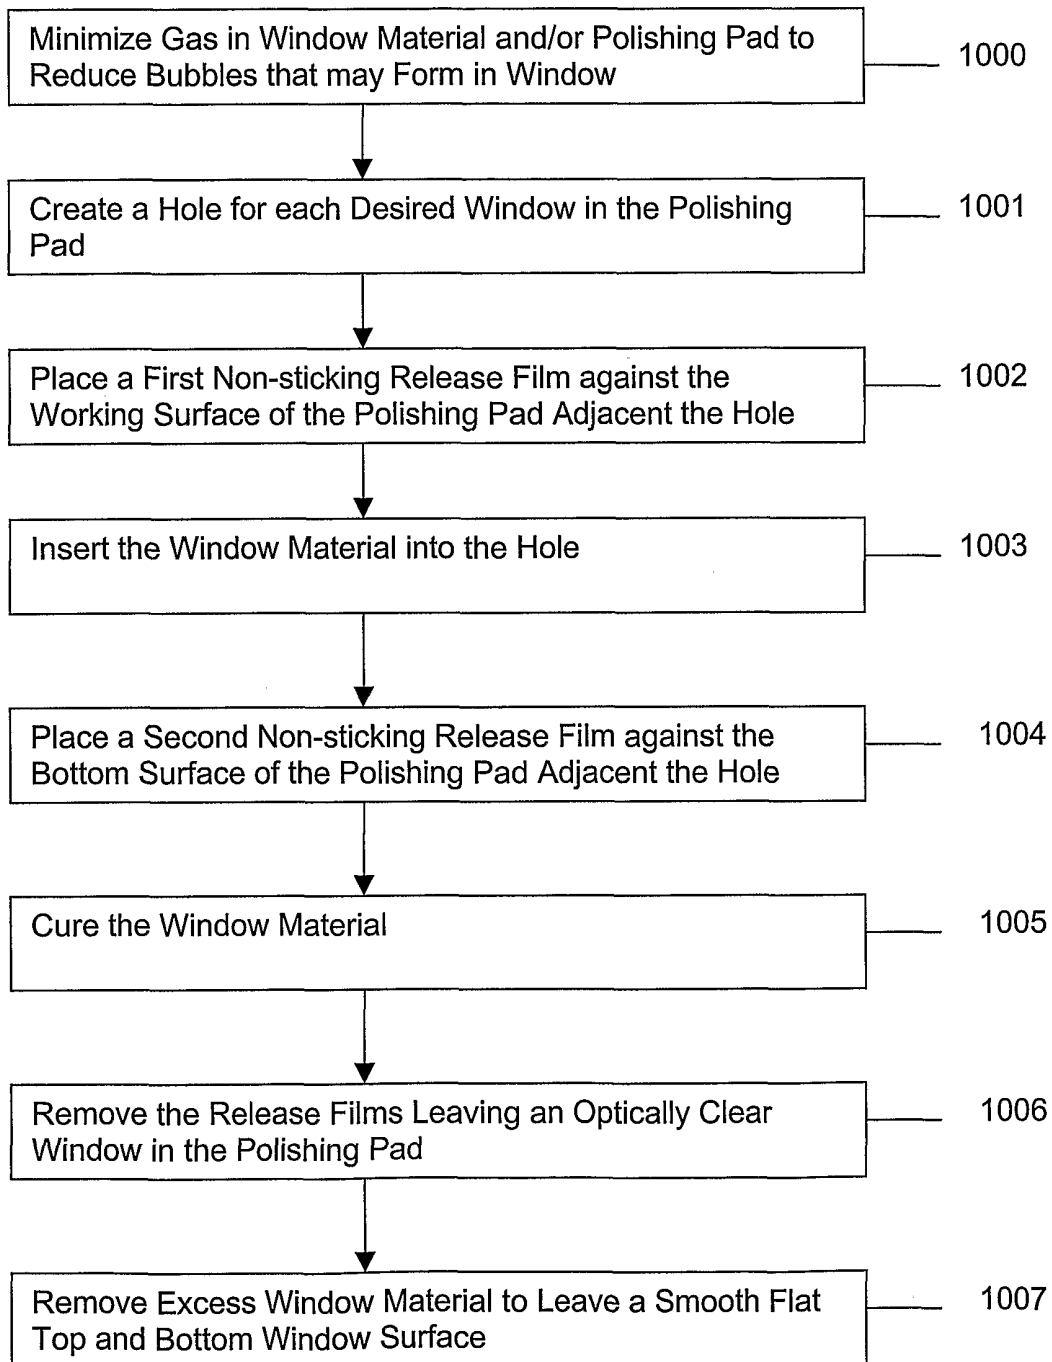 Minimize Gas in Window Material and/or Polishing Pad to
Reduce Bubbles that may Form in Window
1000
Create a Hole for each Desired Window in the Polishing
Pad
1001
Place a First Non-sticking Release Film against the
Working Surface of the Polishing Pad Adjacent the Hole
1002
Insert the Window Material into the Hole
1003
Place a Second Non-sticking Release Film against the
Bottom Surface of the Polishing Pad Adjacent the Hole
1004
Cure the Window Material
1005
Remove the Release Films Leaving an Optically Clear
Window in the Polishing Pad
1006
Remove Excess Window Material to Leave a Smooth Flat
Top and Bottom Window Surface
1007